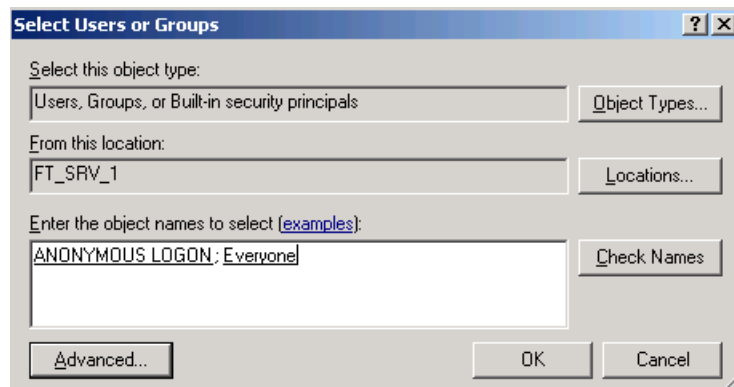 Select Users or Groups
Select this object type:
Users, Groups, or Built-in security principals
Object Types...
From this location:
FT_SRV_1
Locations...
Enter the object names to select (examples):
ANONYMOUS LOGON; Everyone
Check Names
Advanced...
OK
Cancel